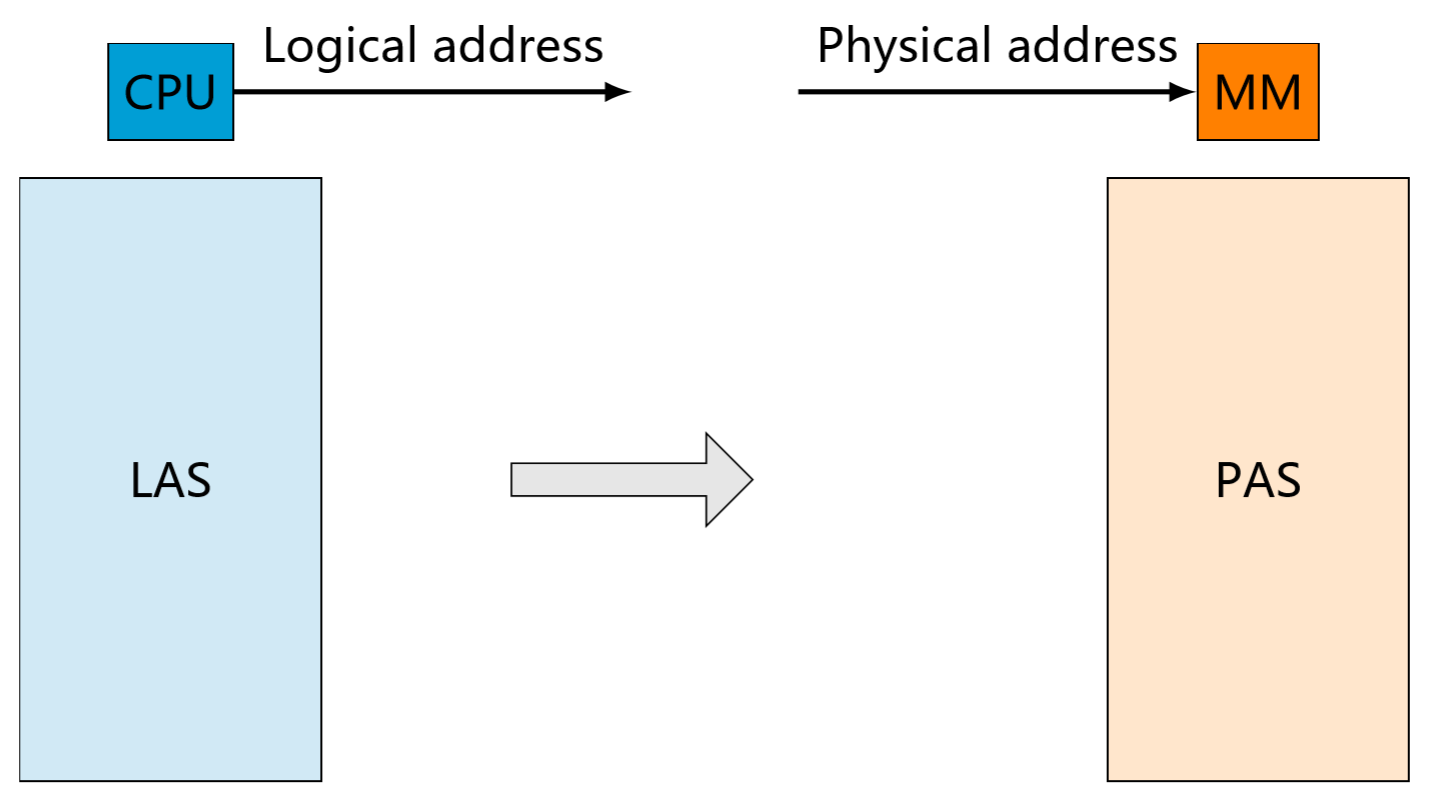 Logical address
Physical address
CPU
MM
LAS
PAS